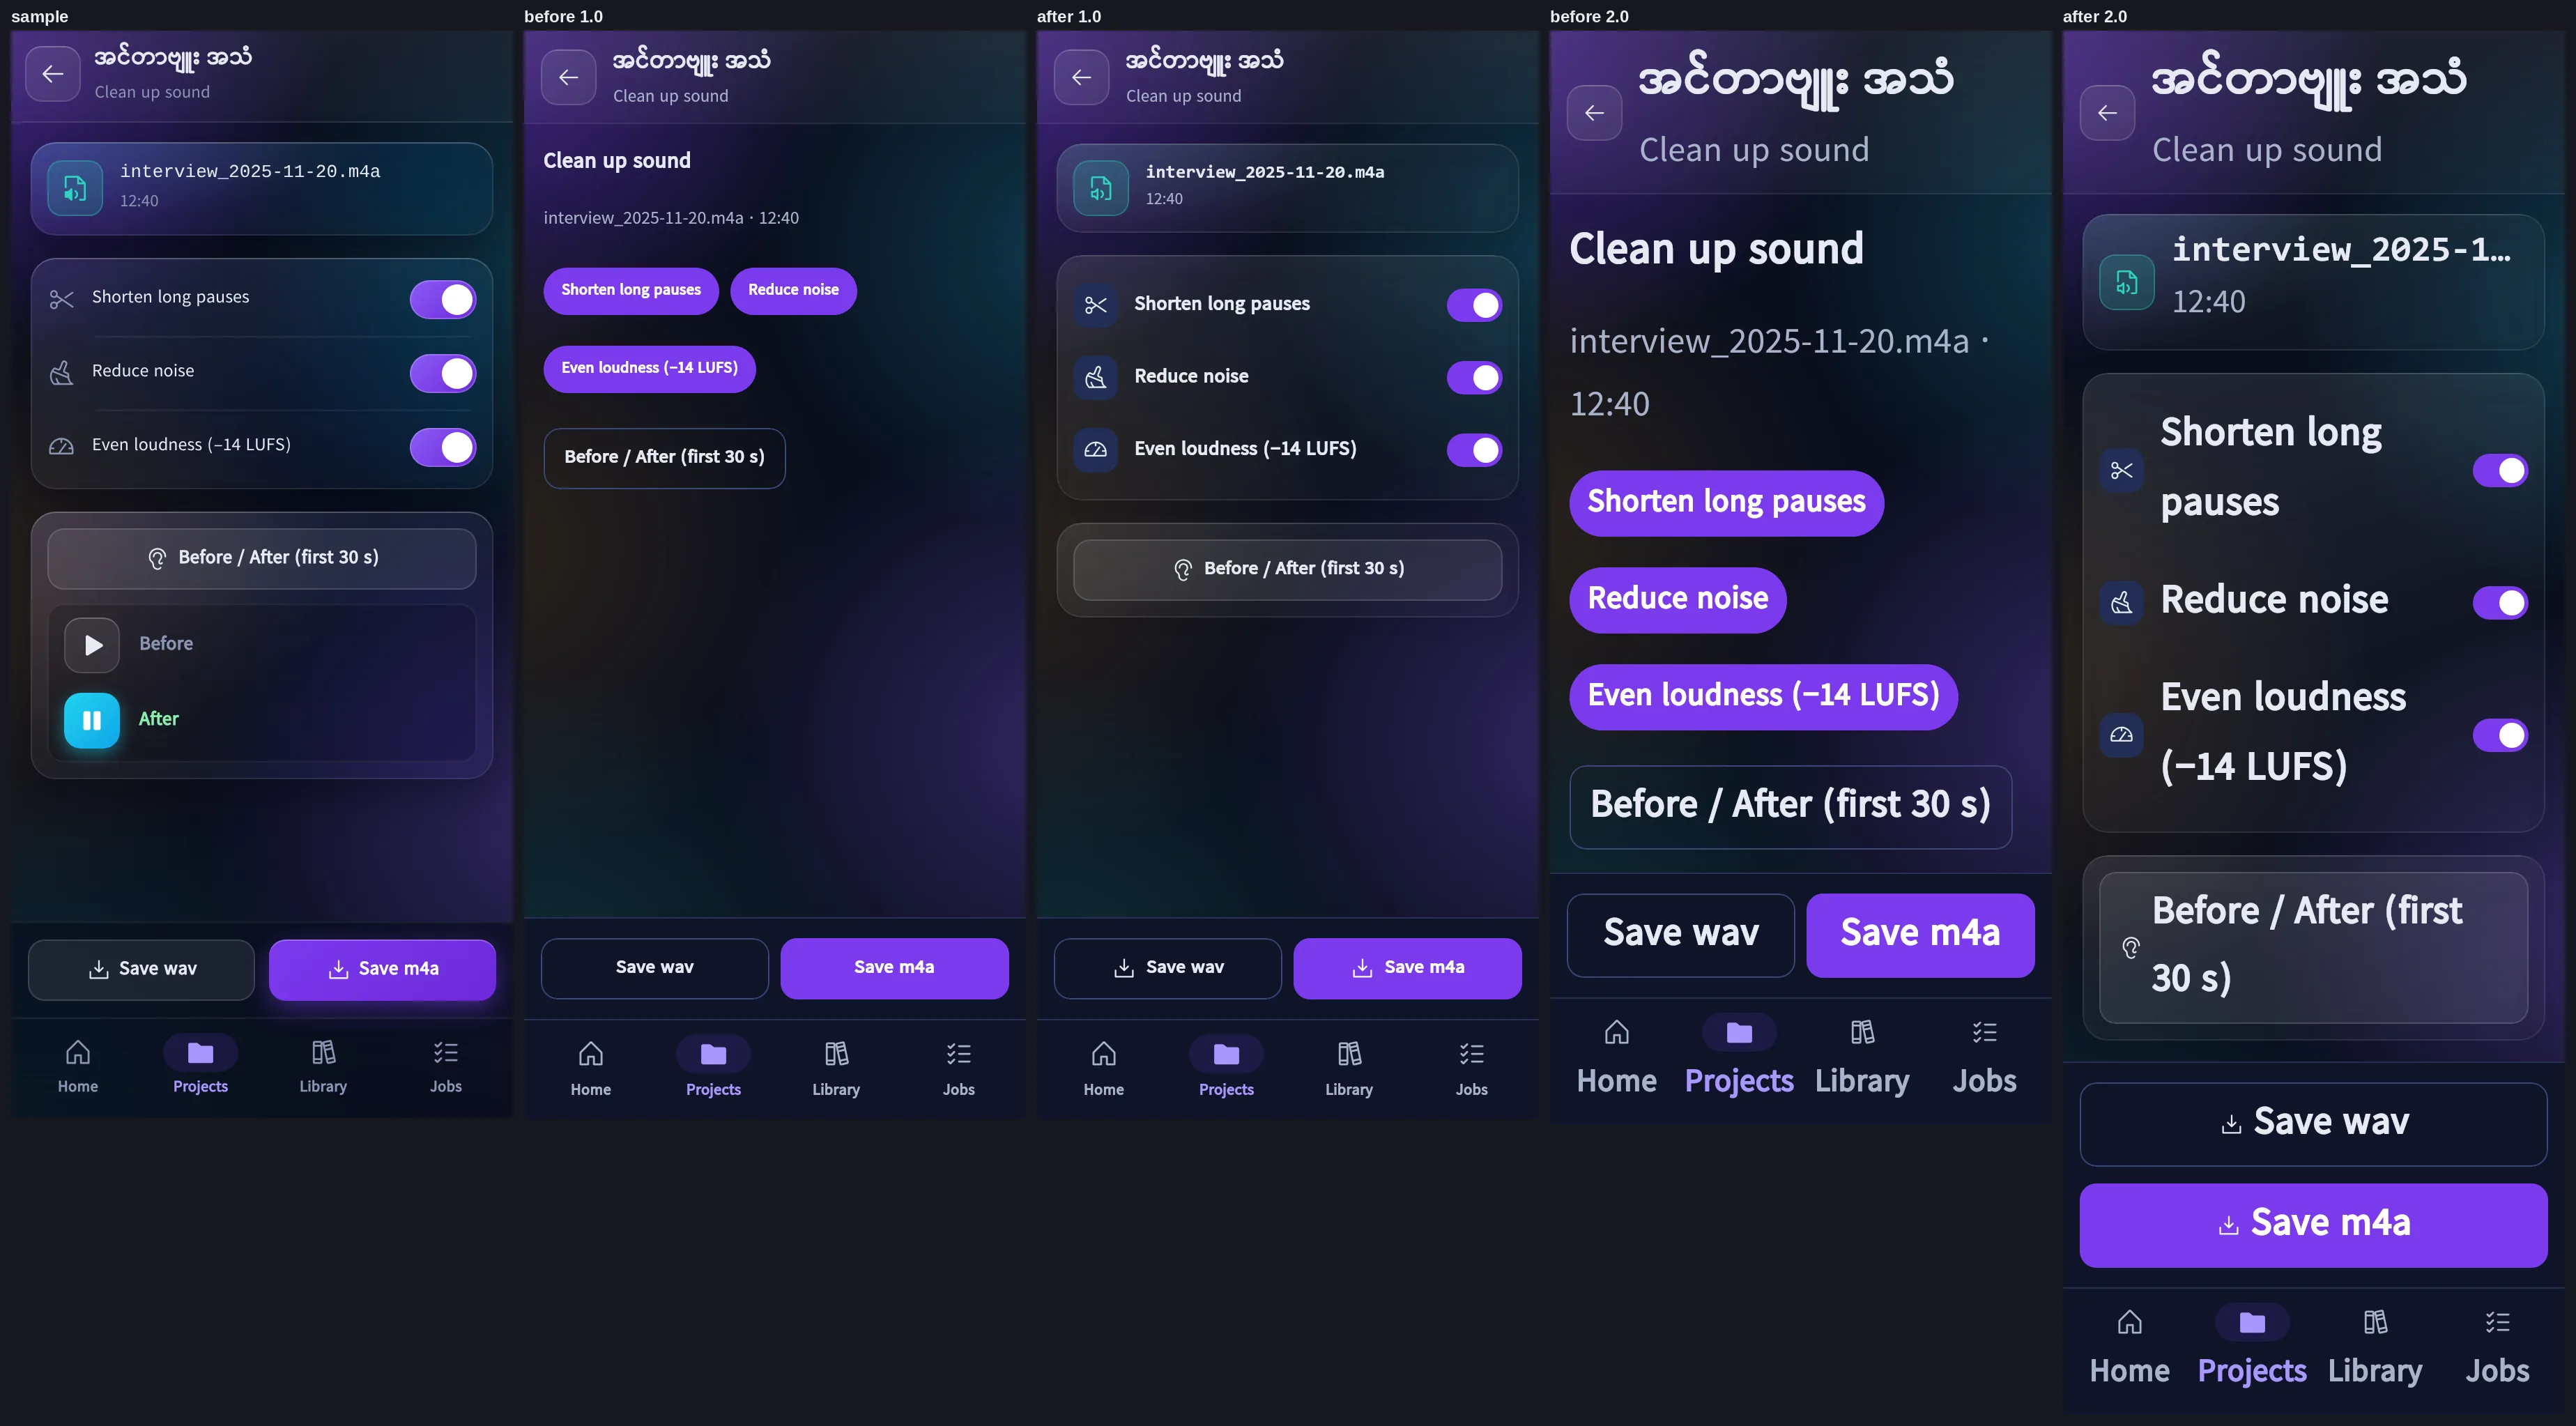 sample
အင်တာဗျူး အသံ
Clean up sound
interview_2025-11-20.m4a
12:40
Shorten long pauses
Reduce noise
Even loudness (−14 LUFS)
Before / After (first 30 s)
Before
After
Save wav
Save m4a
Home
Projects
Library
Jobs
before 1.0
အင်တာဗျူး အသံ
Clean up sound
Clean up sound
interview_2025-11-20.m4a · 12:40
Shorten long pauses
Reduce noise
Even loudness (−14 LUFS)
Before / After (first 30 s)
Save wav
Save m4a
Home
Projects
Library
Jobs
after 1.0
အင်တာဗျူး အသံ
Clean up sound
interview_2025-11-20.m4a
12:40
Shorten long pauses
Reduce noise
Even loudness (−14 LUFS)
Before / After (first 30 s)
Save wav
Save m4a
Home
Projects
Library
Jobs
before 2.0
အင်တာဗျူး အသံ
Clean up sound
Clean up sound
interview_2025-11-20.m4a ·
12:40
Shorten long pauses
Reduce noise
Even loudness (−14 LUFS)
Before / After (first 30 s)
Save wav
Save m4a
Home
Projects
Library
Jobs
after 2.0
အင်တာဗျူး အသံ
Clean up sound
interview_2025-1…
12:40
Shorten long
pauses
Reduce noise
Even loudness
(−14 LUFS)
Before / After (first
30 s)
Save wav
Save m4a
Home
Projects
Library
Jobs